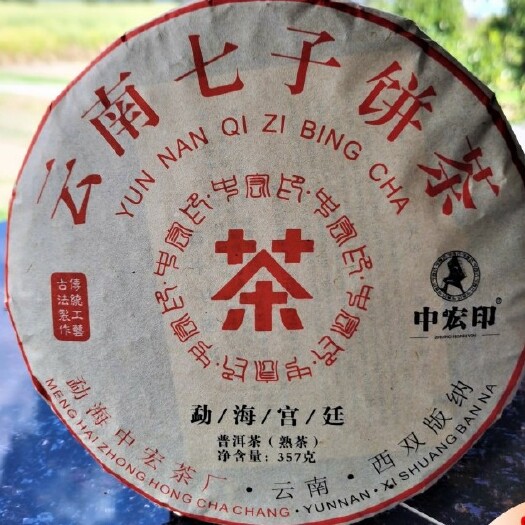 云南七子饼茶
YUN NAN QI ZI BING CHA
中宏印·中宏印·中宏印·中宏印·中宏印·中宏印·中宏印·中宏印·
茶
傳統工藝
古法製作
中宏印®
勐/海/宫/廷
普洱茶（熟茶）
净含量：357克
勐海中宏茶厂·云南·西双版纳
MENG HAI ZHONG HONG CHA CHANG·YUNNAN·XI SHUANG BAN NA